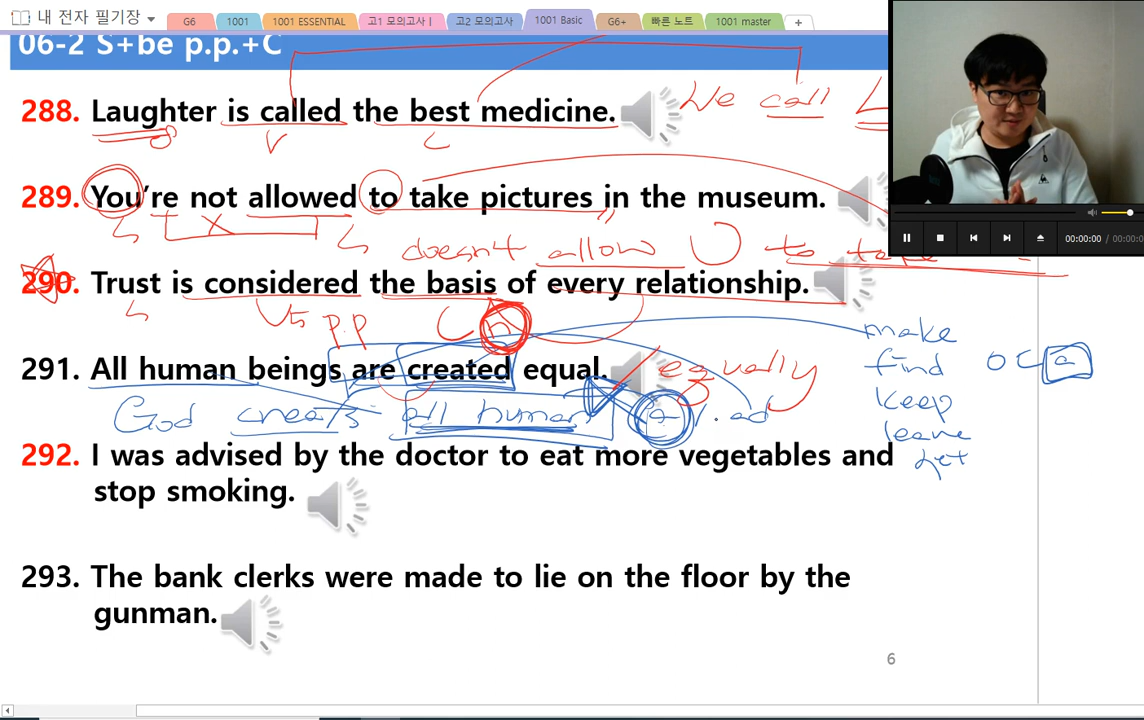 내 전자 필기장
G6 1001 1001 ESSENTIAL 고1 모의고사 I 고2 모의고사 1001 Basic G6+ 빠른 노트 1001 master +
06-2 S+be p.p.+C
We call L
288. Laughter is called the best medicine.
V C
289. You're not allowed to take pictures in the museum.
00:00:00 / 00:00:0
doesn't allow U to take
290. Trust is considered the basis of every relationship.
V5 p.p C n
make
291. All human beings are created equal. equally
find O C a
God creats all human a/.ad
keep
leave
292. I was advised by the doctor to eat more vegetables and
let
stop smoking.
293. The bank clerks were made to lie on the floor by the
gunman.
6